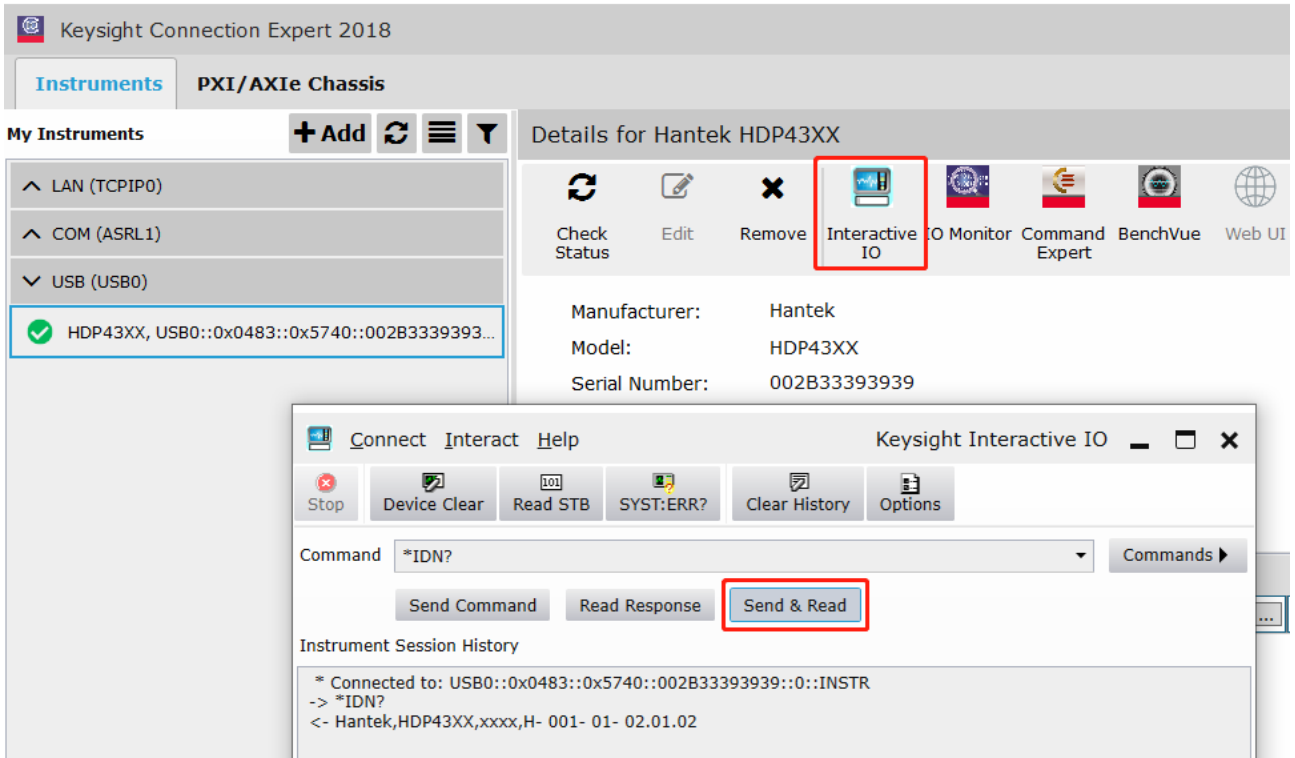 Keysight Connection Expert 2018
Instruments PXI/AXIe Chassis
My Instruments Add
LAN (TCPIP0)
COM (ASRL1)
USB (USB0)
HDP43XX, USB0::0x0483::0x5740::002B3339393...
Details for Hantek HDP43XX
Check Status
Edit
Remove
Interactive IO
IO Monitor
Command Expert
BenchVue
Web UI
Manufacturer: Hantek
Model: HDP43XX
Serial Number: 002B33393939
Connect Interact Help Keysight Interactive IO
Stop Device Clear Read STB SYST:ERR? Clear History Options
Command *IDN? Commands
Send Command Read Response Send & Read
...
Instrument Session History
* Connected to: USB0::0x0483::0x5740::002B33393939::0::INSTR
-> *IDN?
<- Hantek,HDP43XX,xxxx,H- 001- 01- 02.01.02